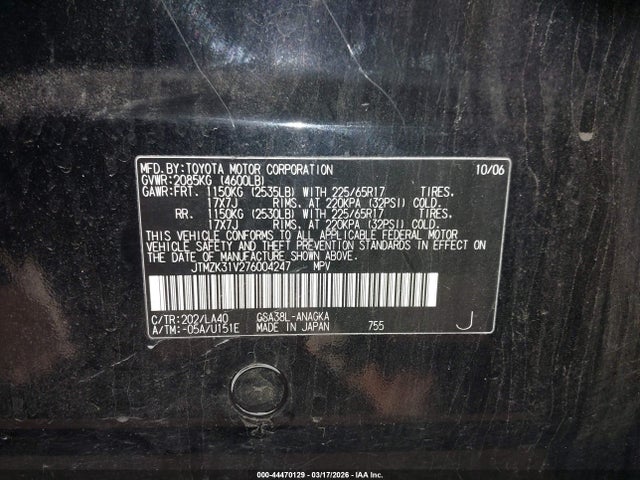 MFD.BY:TOYOTA MOTOR CORPORATION 10/06
GVWR:2085KG (4600LB)
GAWR:FRT. 1150KG (2535LB) WITH 225/65R17 TIRES.
17X7J RIMS. AT 220KPA (32PSI) COLD.
RR. 1150KG (2530LB) WITH 225/65R17 TIRES.
17X7J RIMS. AT 220KPA (32PSI) COLD.
THIS VEHICLE CONFORMS TO ALL APPLICABLE FEDERAL MOTOR
VEHICLE SAFETY AND THEFT PREVENTION STANDARDS IN EFFECT ON
THE DATE OF MANUFACTURE SHOWN ABOVE.
JTMZK31V276004247 MPV
C/TR:202/LA40 GSA38L-ANAGKA
A/TM:-05A/U151E MADE IN JAPAN 755 J
000-44470129 - 03/17/2026 - IAA Inc.